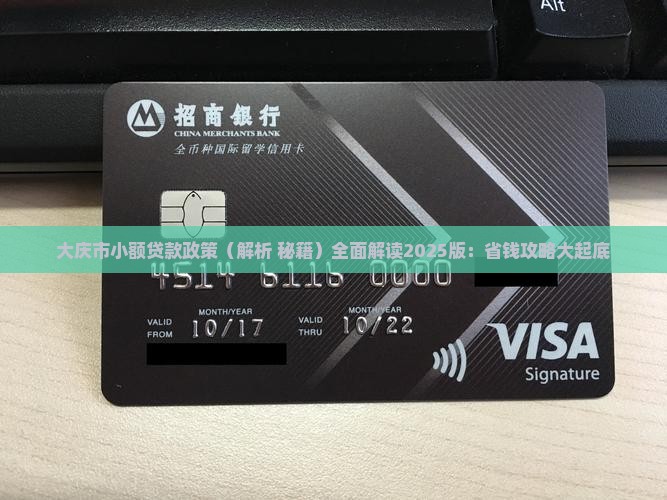 Alt
招商銀行
CHINA MERCHANTS BANK
全币种国际留学信用卡
大庆市小额贷款政策（解析 秘籍）全面解读2025版：省钱攻略大起底
4514 6116 0000
MONTH/YEAR MONTH/YEAR
VALID FROM 10/17 VALID THRU 10/22
VISA
Signature